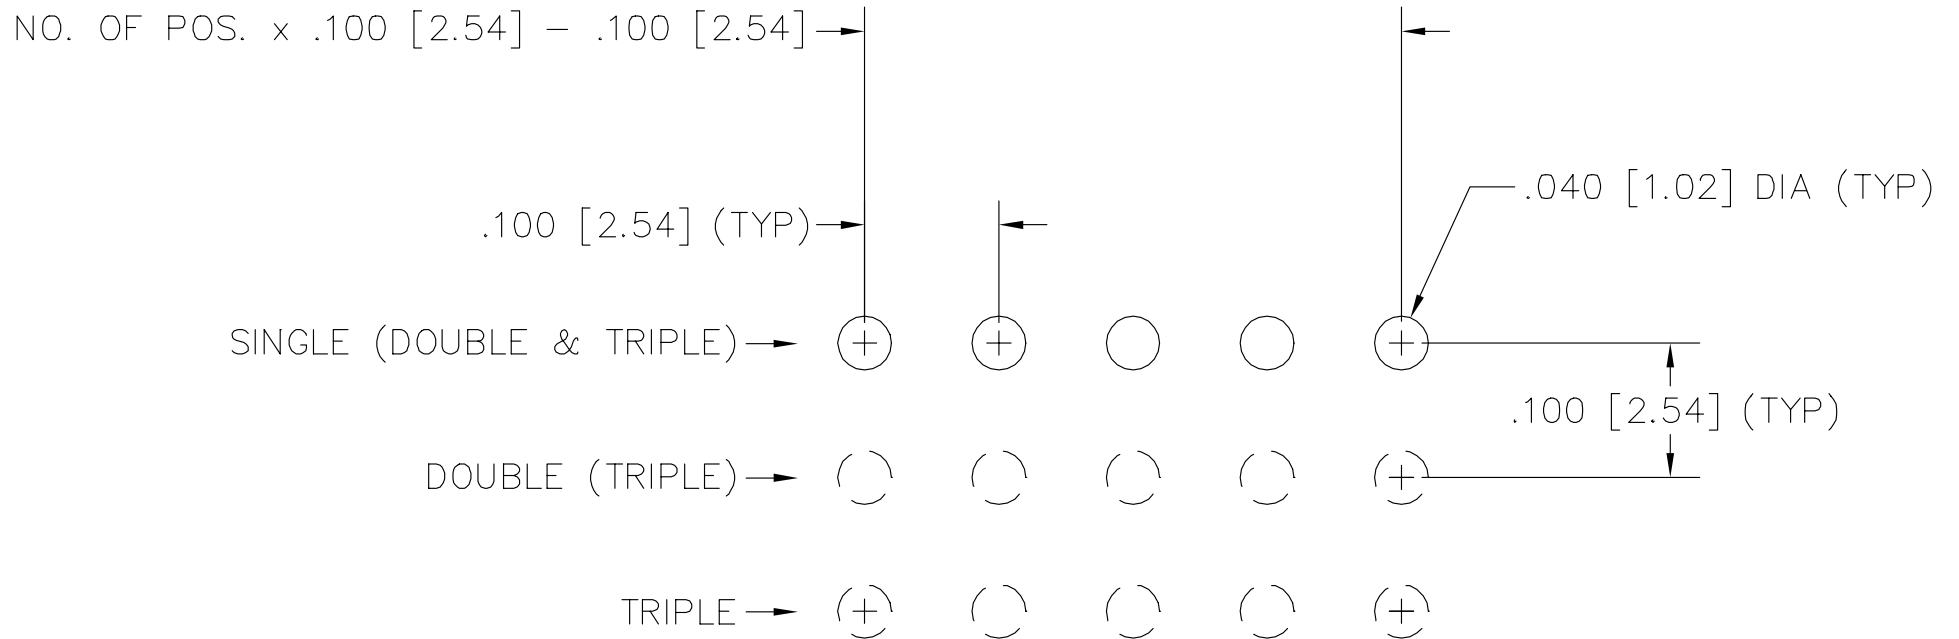 NO. OF POS. x .100 [2.54] - .100 [2.54]
.040 [1.02] DIA (TYP)
.100 [2.54] (TYP)
SINGLE (DOUBLE & TRIPLE)
.100 [2.54] (TYP)
DOUBLE (TRIPLE)
TRIPLE